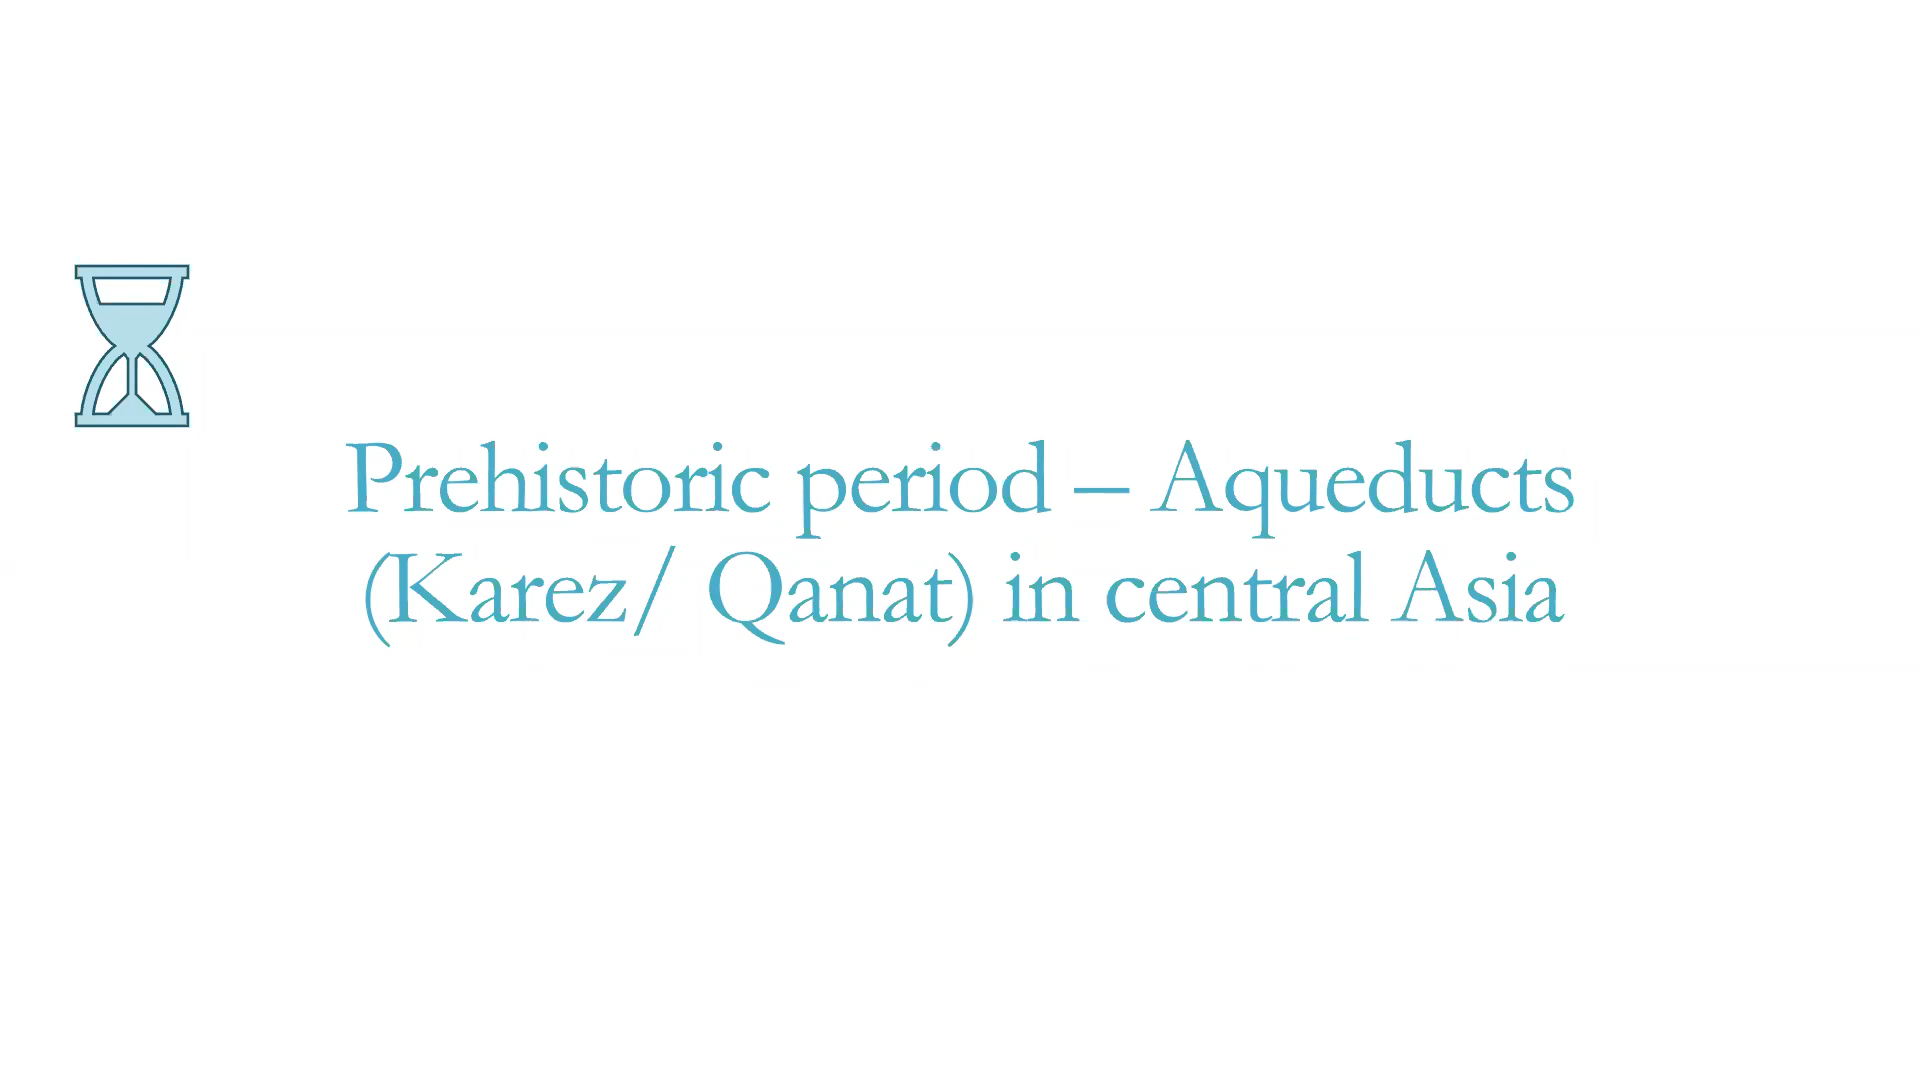 Prehistoric period – Aqueducts
(Karez/ Qanat) in central Asia